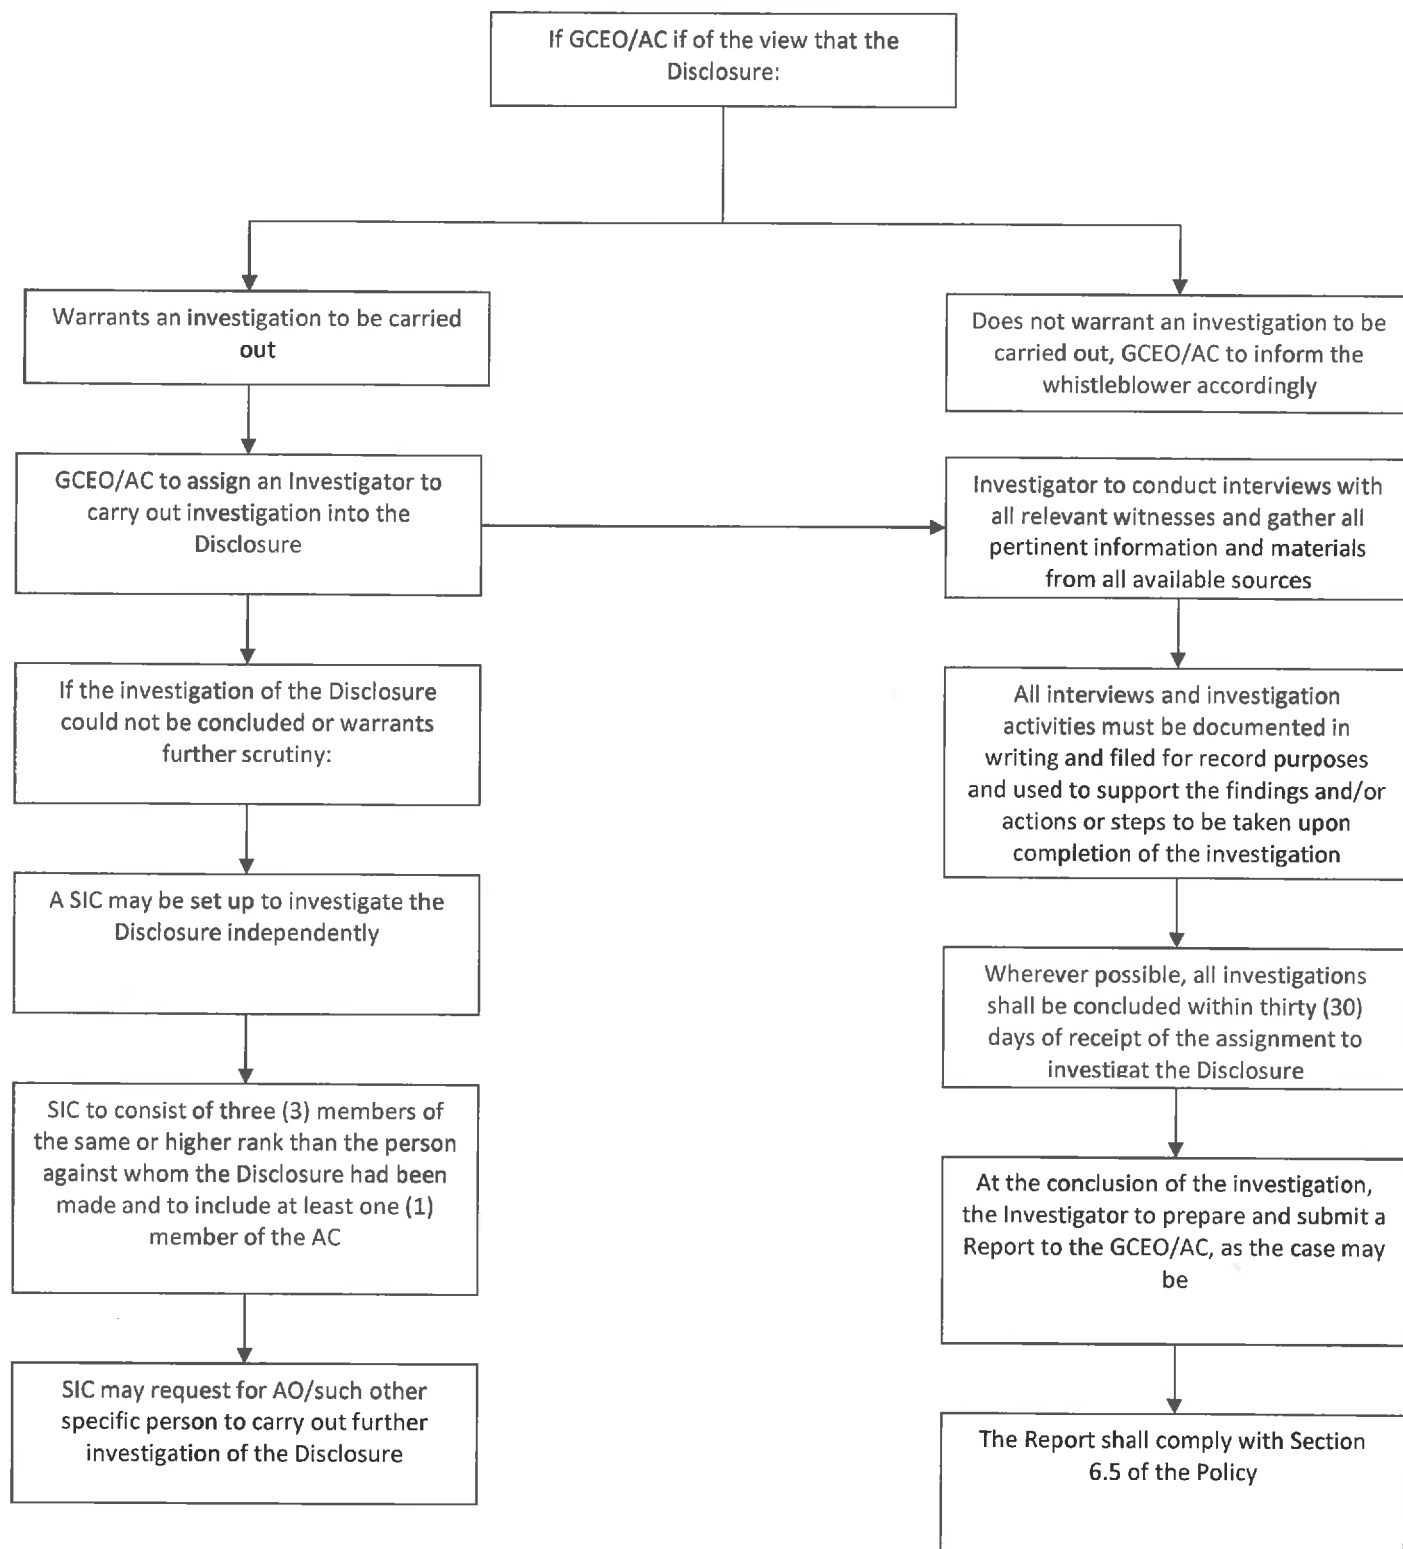 If GCEO/AC if of the view that the
Disclosure:
Warrants an investigation to be carried
out
Does not warrant an investigation to be
carried out, GCEO/AC to inform the
whistleblower accordingly
GCEO/AC to assign an Investigator to
carry out investigation into the
Disclosure
Investigator to conduct interviews with
all relevant witnesses and gather all
pertinent information and materials
from all available sources
If the investigation of the Disclosure
could not be concluded or warrants
further scrutiny:
All interviews and investigation
activities must be documented in
writing and filed for record purposes
and used to support the findings and/or
actions or steps to be taken upon
completion of the investigation
A SIC may be set up to investigate the
Disclosure independently
Wherever possible, all investigations
shall be concluded within thirty (30)
days of receipt of the assignment to
investigat the Disclosure
SIC to consist of three (3) members of
the same or higher rank than the person
against whom the Disclosure had been
made and to include at least one (1)
member of the AC
At the conclusion of the investigation,
the Investigator to prepare and submit a
Report to the GCEO/AC, as the case may
be
SIC may request for AO/such other
specific person to carry out further
investigation of the Disclosure
The Report shall comply with Section
6.5 of the Policy